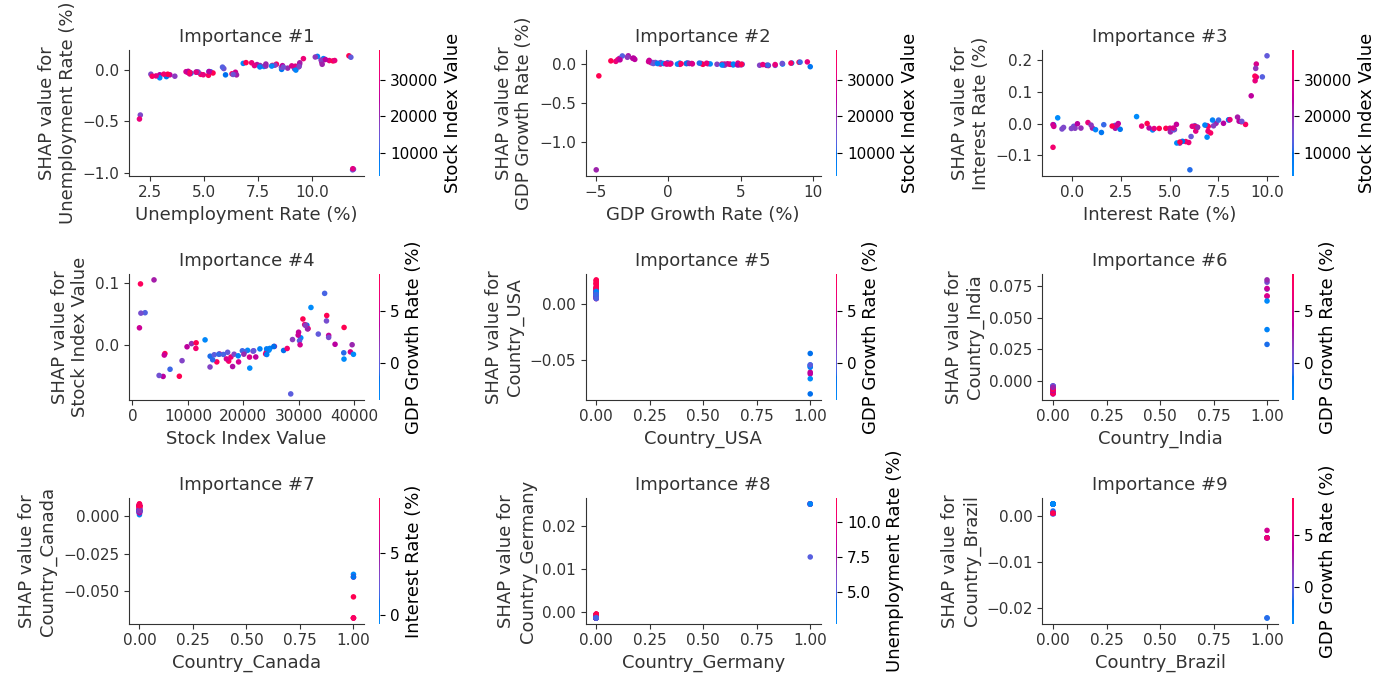 Importance #1
SHAP value for
Unemployment Rate (%)
0.0
−0.5
−1.0
2.5
5.0
7.5
10.0
Unemployment Rate (%)
30000
20000
10000
Stock Index Value
Importance #2
SHAP value for
GDP Growth Rate (%)
0.0
−0.5
−1.0
−5
0
5
10
GDP Growth Rate (%)
30000
20000
10000
Stock Index Value
Importance #3
SHAP value for
Interest Rate (%)
0.2
0.1
0.0
−0.1
0.0
2.5
5.0
7.5
10.0
Interest Rate (%)
30000
20000
10000
Stock Index Value
Importance #4
SHAP value for
Stock Index Value
0.1
0.0
0
10000
20000
30000
40000
Stock Index Value
5
0
GDP Growth Rate (%)
Importance #5
SHAP value for
Country_USA
0.00
−0.05
0.00
0.25
0.50
0.75
1.00
Country_USA
5
0
GDP Growth Rate (%)
Importance #6
SHAP value for
Country_India
0.075
0.050
0.025
0.000
0.00
0.25
0.50
0.75
1.00
Country_India
5
0
GDP Growth Rate (%)
Importance #7
SHAP value for
Country_Canada
0.000
−0.025
−0.050
0.00
0.25
0.50
0.75
1.00
Country_Canada
5
0
Interest Rate (%)
Importance #8
SHAP value for
Country_Germany
0.02
0.01
0.00
0.00
0.25
0.50
0.75
1.00
Country_Germany
10.0
7.5
5.0
Unemployment Rate (%)
Importance #9
SHAP value for
Country_Brazil
0.00
−0.01
−0.02
0.00
0.25
0.50
0.75
1.00
Country_Brazil
5
0
GDP Growth Rate (%)